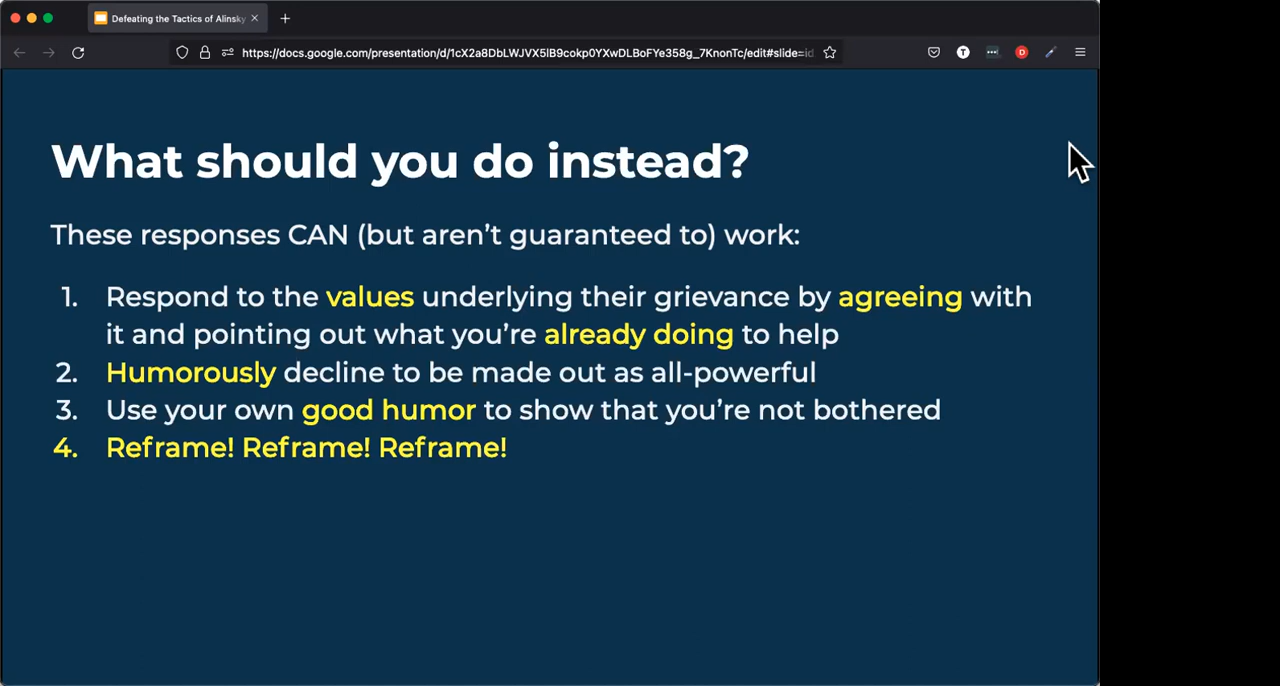 Defeating the Tactics of Alinsky
https://docs.google.com/presentation/d/1cX2a8DbLWJVX5lB9cokp0YXwDLBoFYe358g_7KnonTc/edit#slide=id
T
D
What should you do instead?
These responses CAN (but aren't guaranteed to) work:
1. Respond to the values underlying their grievance by agreeing with
it and pointing out what you're already doing to help
2. Humorously decline to be made out as all-powerful
3. Use your own good humor to show that you're not bothered
4. Reframe! Reframe! Reframe!